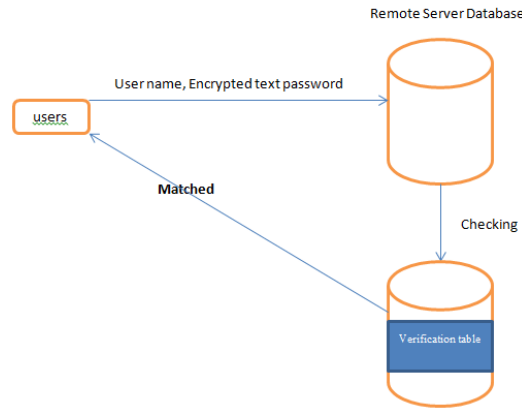 Remote Server Database
User name, Encrypted text password
users
Matched
Checking
Verification table